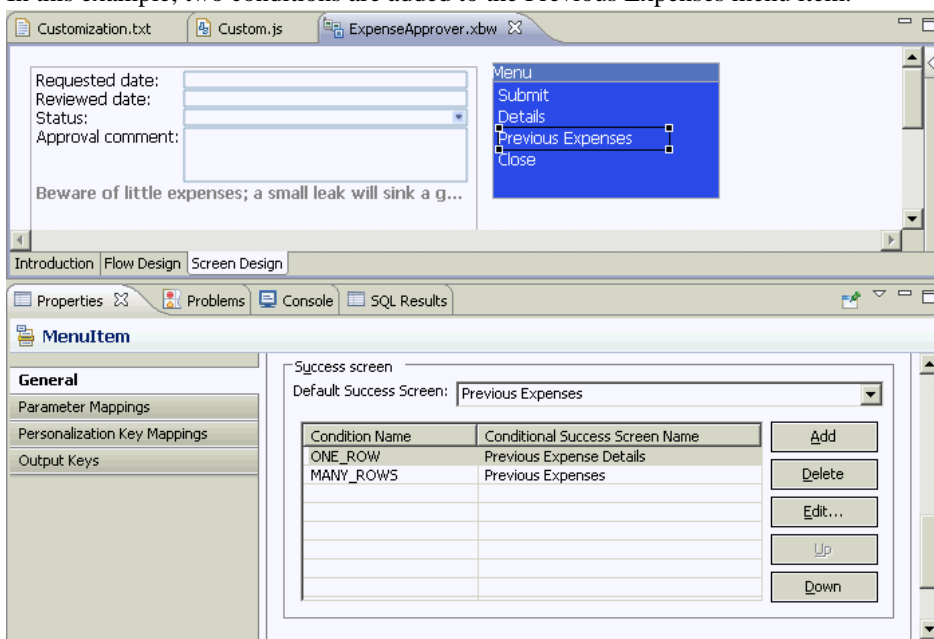 In this example, two conditions are added to the Previous Expenses menu item.
Customization.txt Custom.js ExpenseApprover.xbw
Requested date:
Reviewed date:
Status:
Approval comment:
Beware of little expenses; a small leak will sink a g...
Menu
Submit
Details
Previous Expenses
Close
Introduction Flow Design Screen Design
Properties Problems Console SQL Results
MenuItem
General
Parameter Mappings
Personalization Key Mappings
Output Keys
Success screen
Default Success Screen: Previous Expenses
Condition Name Conditional Success Screen Name
ONE_ROW Previous Expense Details
MANY_ROWS Previous Expenses
Add
Delete
Edit...
Up
Down